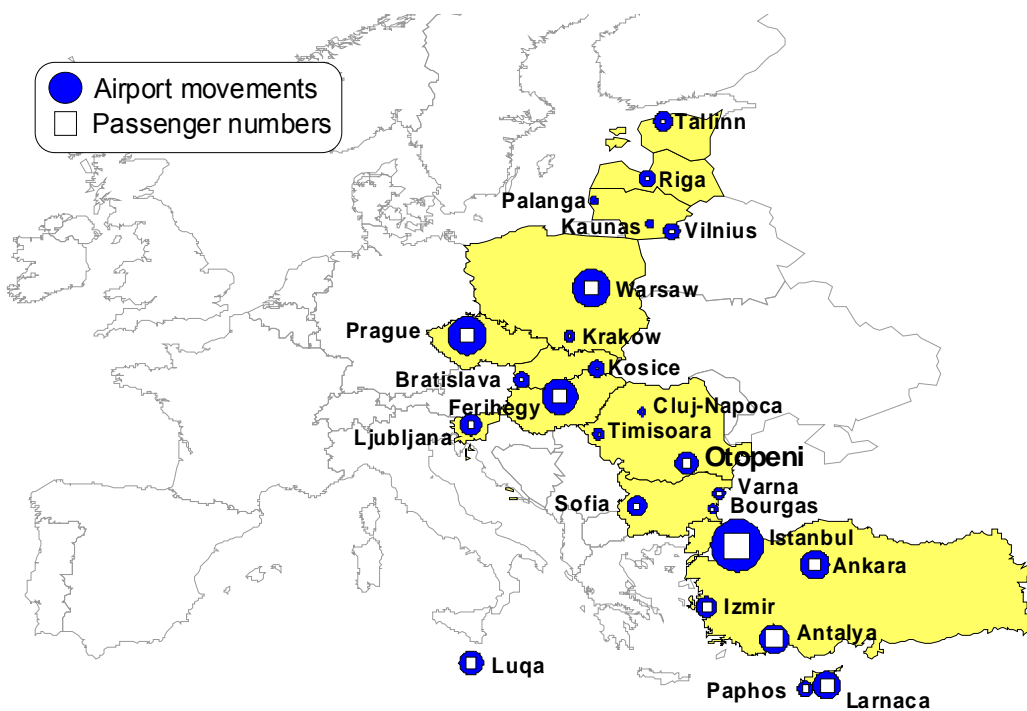 Airport movements
Passenger numbers
Tallinn
Riga
Palanga
Kaunas
Vilnius
Warsaw
Prague
Krakow
Kosice
Bratislava
Cluj-Napoca
Ferihegy
Timisoara
Ljubljana
Otopeni
Varna
Sofia
Bourgas
Istanbul
Ankara
Izmir
Antalya
Luqa
Paphos
Larnaca